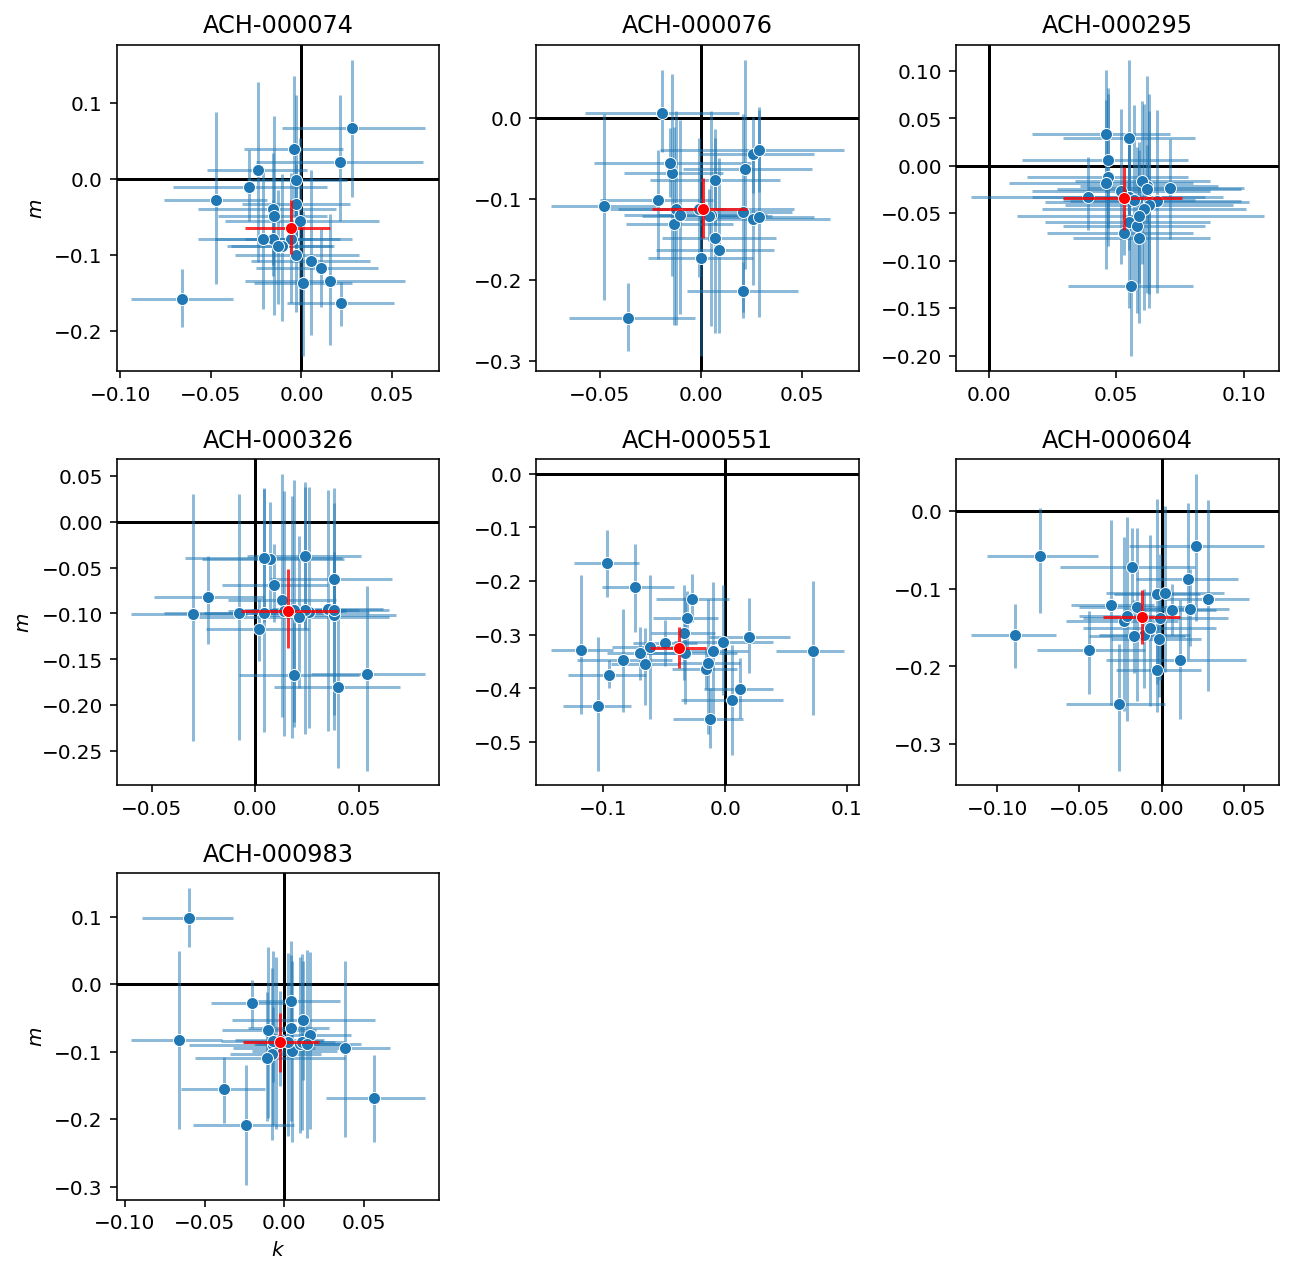 ACH-000074 ACH-000076 ACH-000295
0.1 0.0 −0.1 −0.2
m
−0.10 −0.05 0.00 0.05
0.0 −0.1 −0.2 −0.3
−0.05 0.00 0.05
0.10 0.05 0.00 −0.05 −0.10 −0.15 −0.20
0.00 0.05 0.10
ACH-000326 ACH-000551 ACH-000604
0.05 0.00 −0.05 −0.10 −0.15 −0.20 −0.25
m
−0.05 0.00 0.05
0.0 −0.1 −0.2 −0.3 −0.4 −0.5
−0.1 0.0 0.1
0.0 −0.1 −0.2 −0.3
−0.10 −0.05 0.00 0.05
ACH-000983
0.1 0.0 −0.1 −0.2 −0.3
m
−0.10 −0.05 0.00 0.05
k